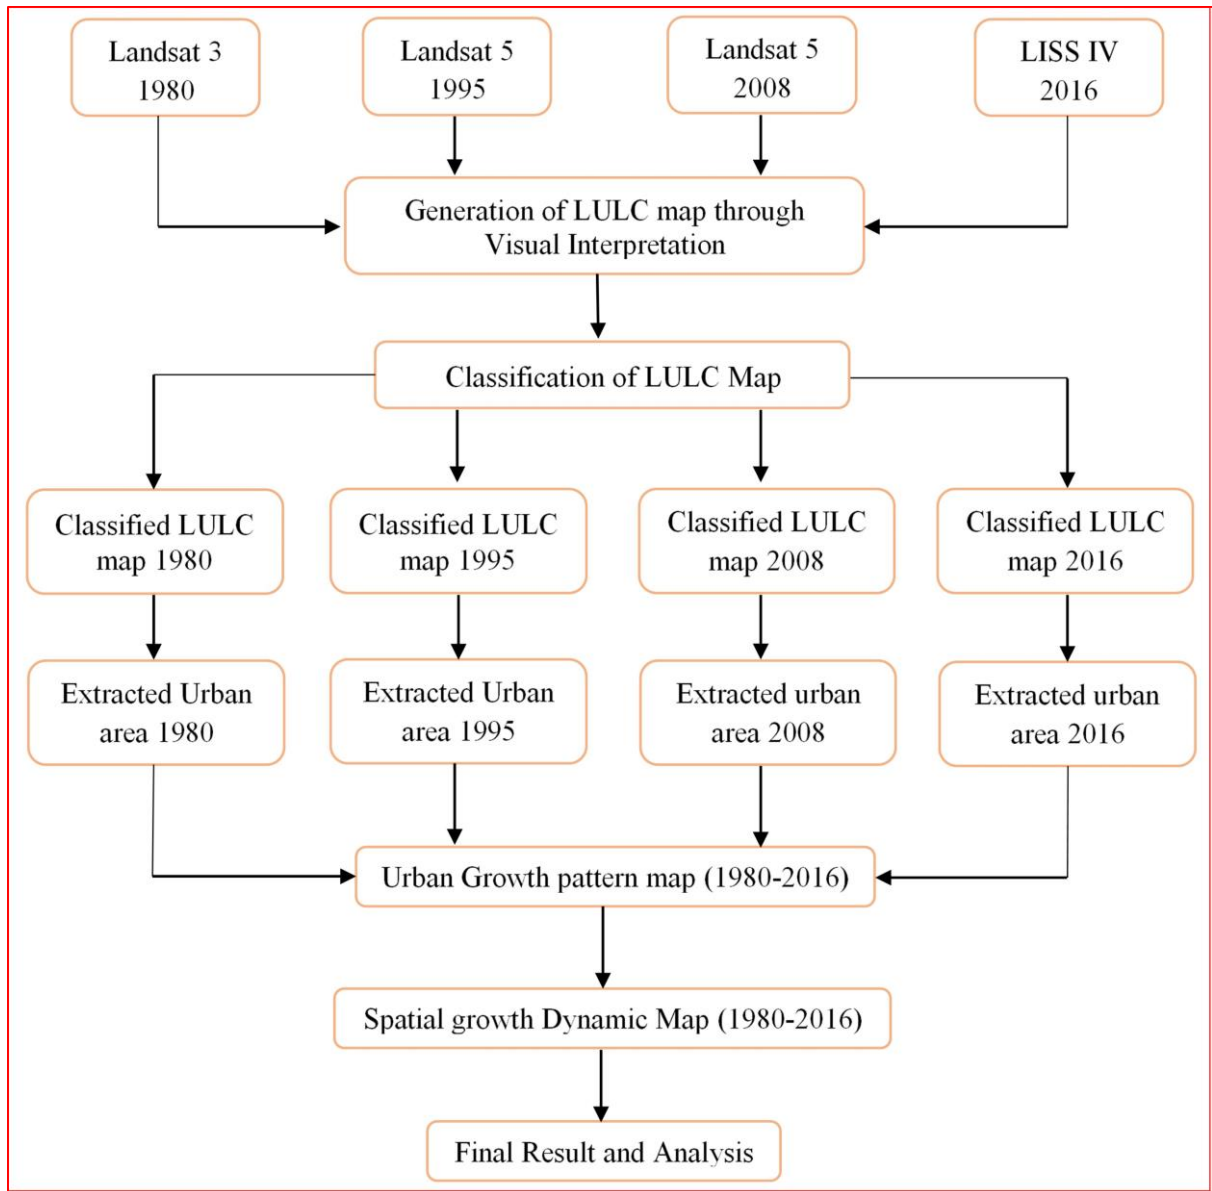 Landsat 3
1980
Landsat 5
1995
Landsat 5
2008
LISS IV
2016
Generation of LULC map through
Visual Interpretation
Classification of LULC Map
Classified LULC
map 1980
Classified LULC
map 1995
Classified LULC
map 2008
Classified LULC
map 2016
Extracted Urban
area 1980
Extracted Urban
area 1995
Extracted urban
area 2008
Extracted urban
area 2016
Urban Growth pattern map (1980-2016)
Spatial growth Dynamic Map (1980-2016)
Final Result and Analysis